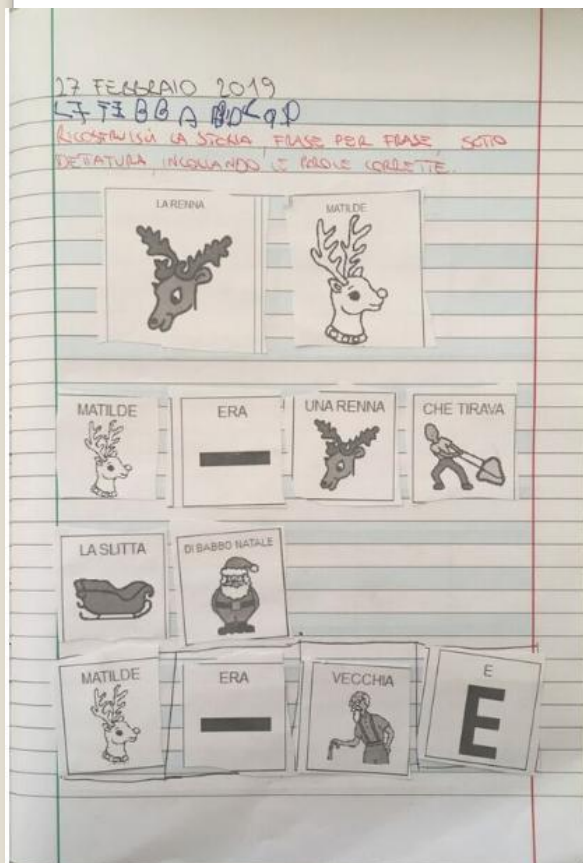 27 FEBBRAIO 2019
RICOSTRUISCI LA STORIA, FRASE PER FRASE, SOTTO
DETTATURA, INCOLLANDO LE PAROLE CORRETTE.
LA RENNA MATILDE
MATILDE ERA UNA RENNA CHE TIRAVA
LA SLITTA DI BABBO NATALE
MATILDE ERA VECCHIA E
E